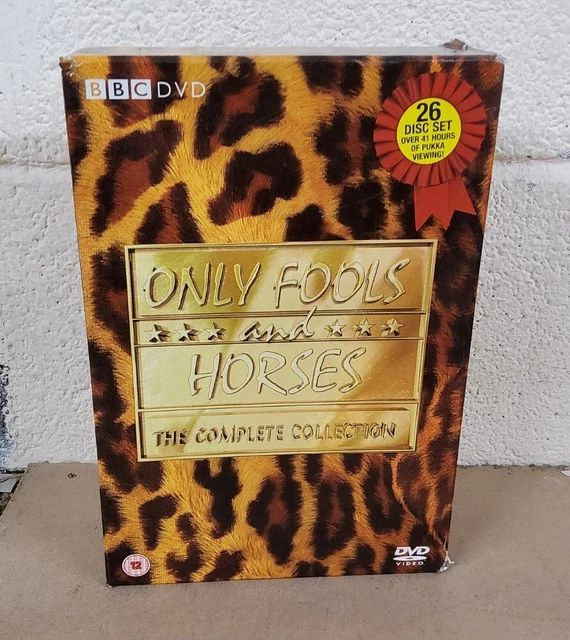 BBC DVD
26
DISC SET
OVER 41 HOURS
OF PUKKA
VIEWING!
ONLY FOOLS
and
HORSES
THE COMPLETE COLLECTION
12
DVD
VIDEO